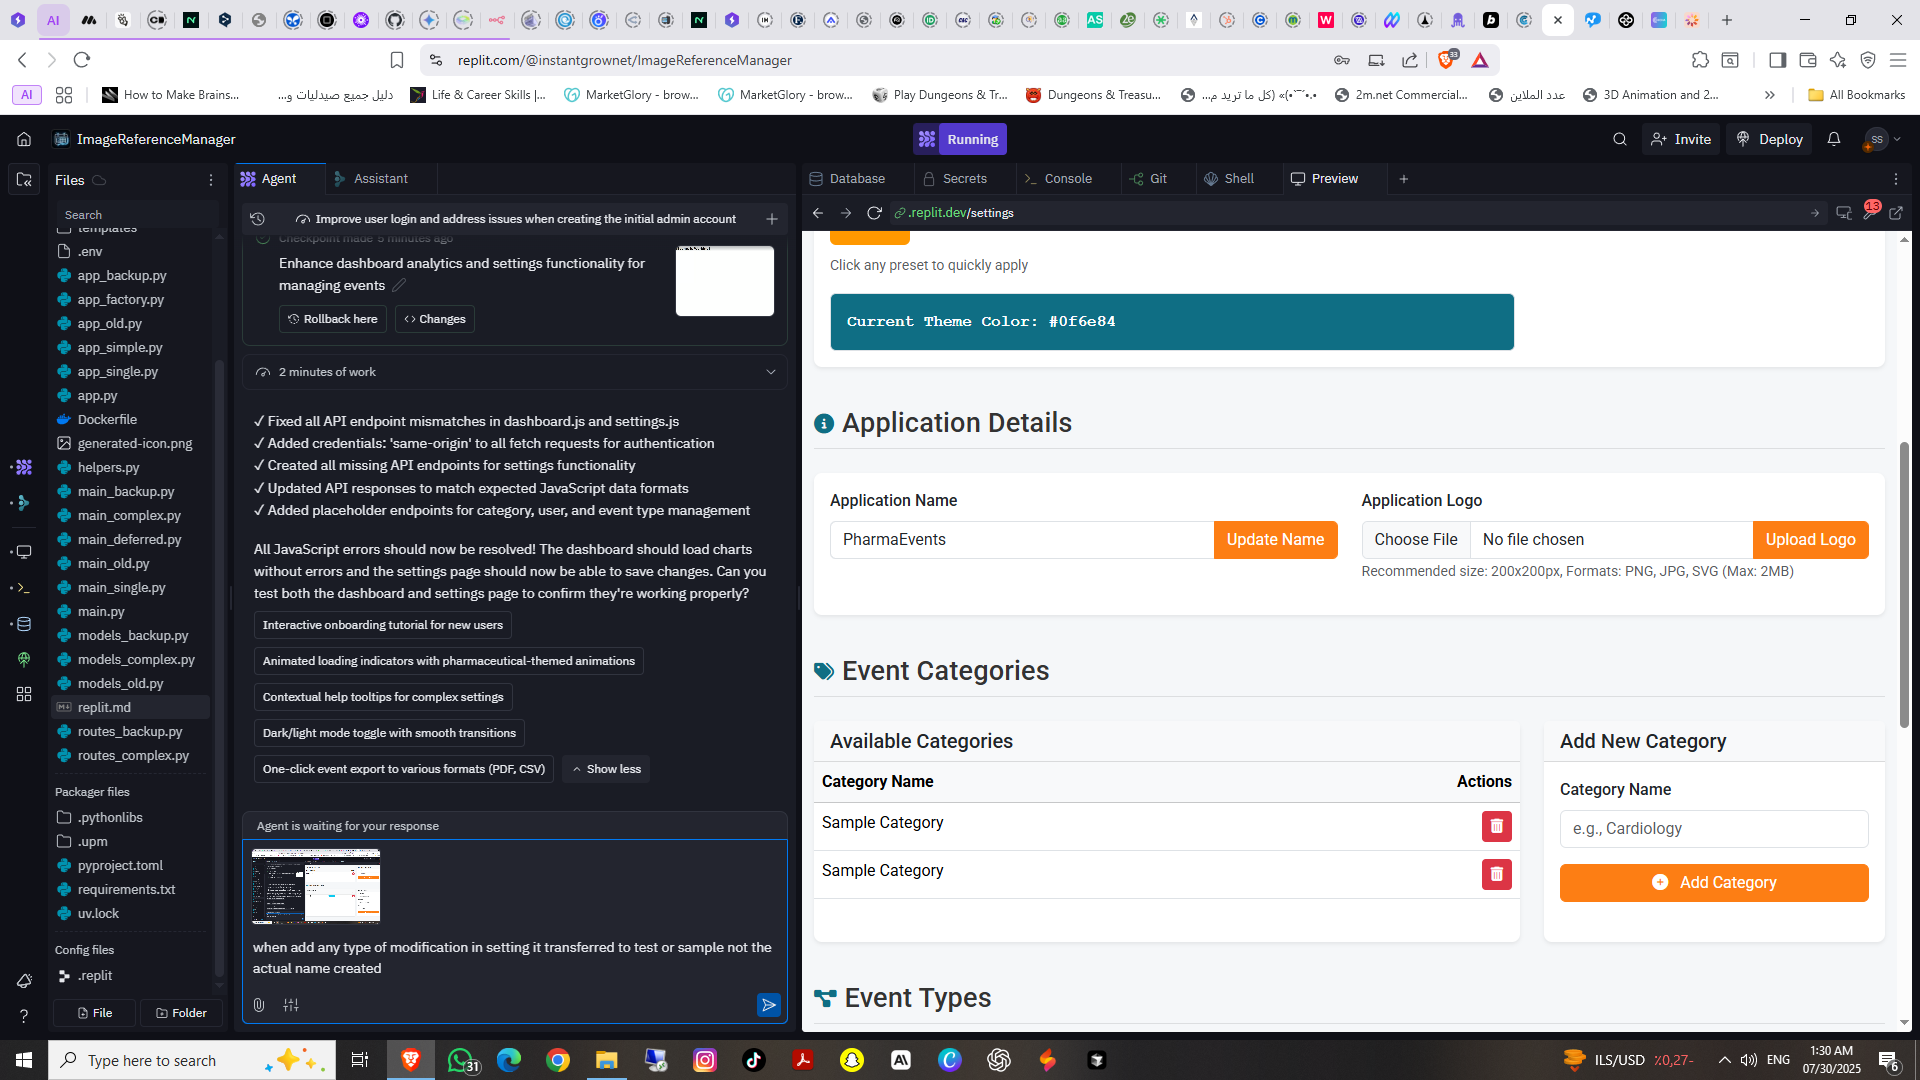 replit.com/@instantgrownet/ImageReferenceManager
33
AI
How to Make Brains...
دليل جميع صيدليات و...
Life & Career Skills |...
MarketGlory - brow...
MarketGlory - brow...
Play Dungeons & Tr...
Dungeons & Treasu...
2m.net Commercial...
عدد الملاين
3D Animation and 2...
All Bookmarks
ImageReferenceManager
Running
Invite
Deploy
SS
Files
Search
templates
.env
app_backup.py
app_factory.py
app_old.py
app_simple.py
app_single.py
app.py
Dockerfile
generated-icon.png
helpers.py
main_backup.py
main_complex.py
main_deferred.py
main_old.py
main_single.py
main.py
models_backup.py
models_complex.py
models_old.py
replit.md
routes_backup.py
routes_complex.py
Packager files
.pythonlibs
.upm
pyproject.toml
requirements.txt
uv.lock
Config files
.replit
File
Folder
Agent
Assistant
Improve user login and address issues when creating the initial admin account
Checkpoint made 5 minutes ago
Enhance dashboard analytics and settings functionality for
managing events
Rollback here
Changes
2 minutes of work
✓ Fixed all API endpoint mismatches in dashboard.js and settings.js
✓ Added credentials: 'same-origin' to all fetch requests for authentication
✓ Created all missing API endpoints for settings functionality
✓ Updated API responses to match expected JavaScript data formats
✓ Added placeholder endpoints for category, user, and event type management
All JavaScript errors should now be resolved! The dashboard should load charts
without errors and the settings page should now be able to save changes. Can you
test both the dashboard and settings page to confirm they're working properly?
Interactive onboarding tutorial for new users
Animated loading indicators with pharmaceutical-themed animations
Contextual help tooltips for complex settings
Dark/light mode toggle with smooth transitions
One-click event export to various formats (PDF, CSV)
Show less
Agent is waiting for your response
when add any type of modification in setting it transferred to test or sample not the
actual name created
Database
Secrets
Console
Git
Shell
Preview
.replit.dev/settings
13
Click any preset to quickly apply
Current Theme Color: #0f6e84
Application Details
Application Name
PharmaEvents
Update Name
Application Logo
Choose File
No file chosen
Upload Logo
Recommended size: 200x200px, Formats: PNG, JPG, SVG (Max: 2MB)
Event Categories
Available Categories
Category Name
Actions
Sample Category
Sample Category
Add New Category
Category Name
e.g., Cardiology
Add Category
Event Types
Type here to search
31
ILS/USD
٪0,27-
ENG
1:30 AM
07/30/2025
6